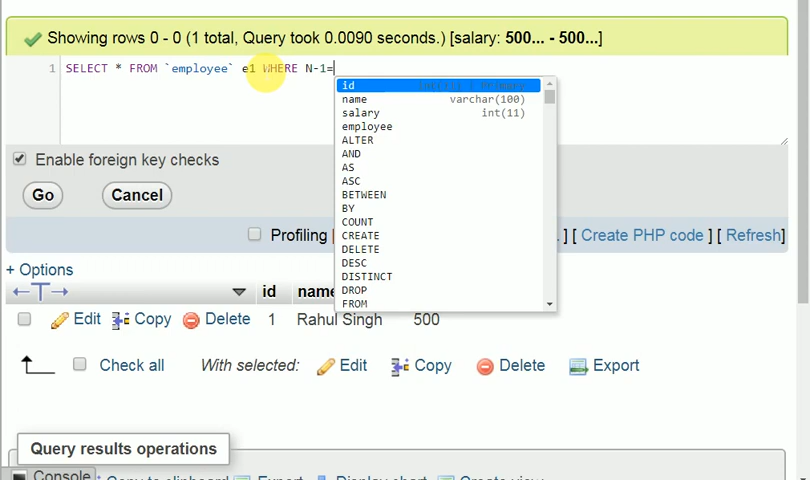 Showing rows 0 - 0 (1 total, Query took 0.0090 seconds.) [salary: 500... - 500...]
1 SELECT * FROM `employee` e1 WHERE N-1=
id
name varchar(100)
salary int(11)
employee
ALTER
AND
AS
ASC
BETWEEN
BY
COUNT
CREATE
DELETE
DESC
DISTINCT
DROP
FROM
Enable foreign key checks
Go Cancel
Profiling ] [ Create PHP code ] [ Refresh]
+ Options
←T→ id name
Edit Copy Delete 1 Rahul Singh 500
Check all With selected: Edit Copy Delete Export
Query results operations
Console